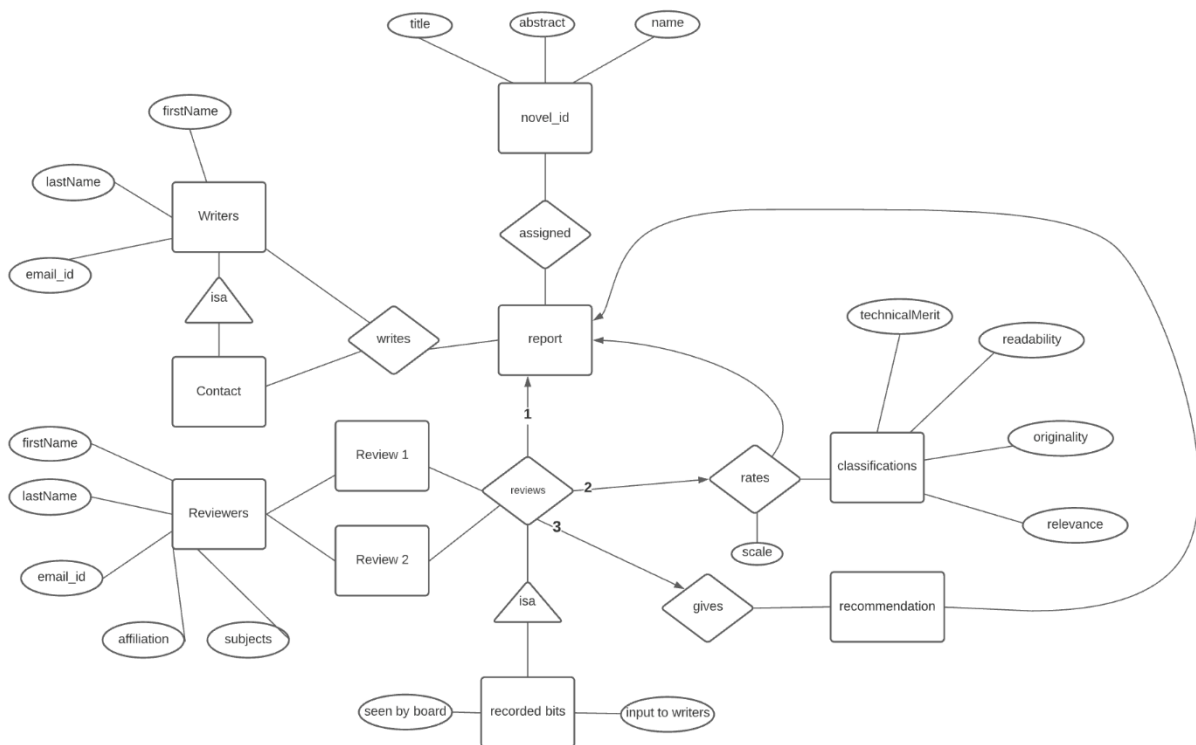 title
abstract
name
novel_id
firstName
lastName
Writers
email_id
isa
assigned
Contact
writes
report
technicalMerit
readability
originality
classifications
relevance
1
firstName
lastName
Reviewers
email_id
affiliation
subjects
Review 1
Review 2
reviews
2
3
rates
scale
isa
gives
recommendation
seen by board
recorded bits
input to writers